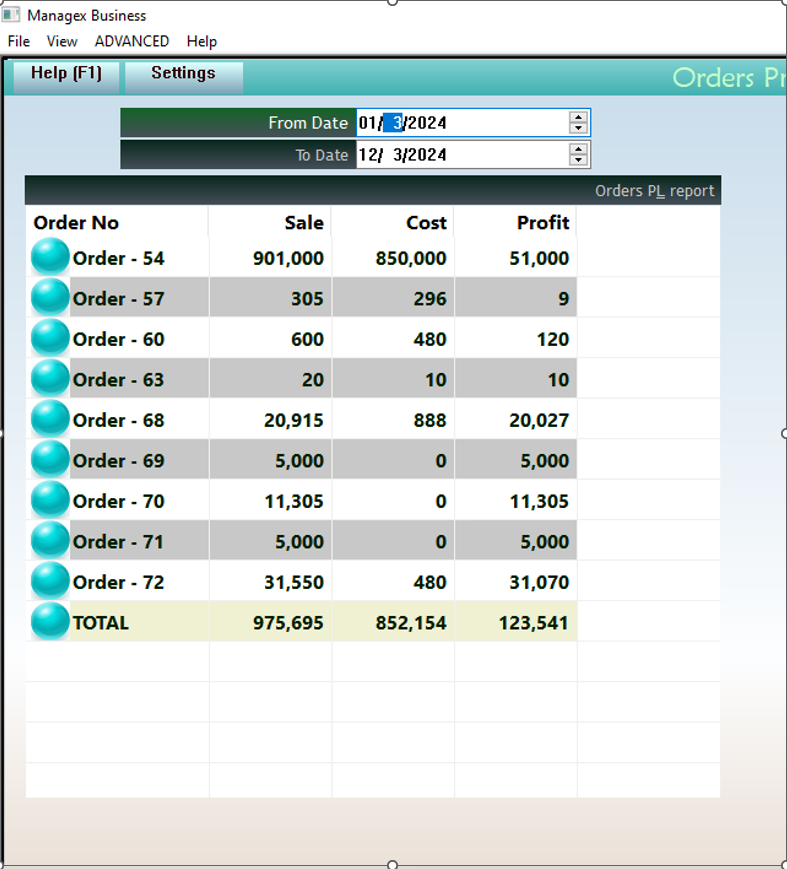 Managex Business
File View ADVANCED Help
Help (F1) Settings Orders Pr
From Date 01/ 3/2024
To Date 12/ 3/2024
Orders PL report
Order No Sale Cost Profit
Order - 54 901,000 850,000 51,000
Order - 57 305 296 9
Order - 60 600 480 120
Order - 63 20 10 10
Order - 68 20,915 888 20,027
Order - 69 5,000 0 5,000
Order - 70 11,305 0 11,305
Order - 71 5,000 0 5,000
Order - 72 31,550 480 31,070
TOTAL 975,695 852,154 123,541